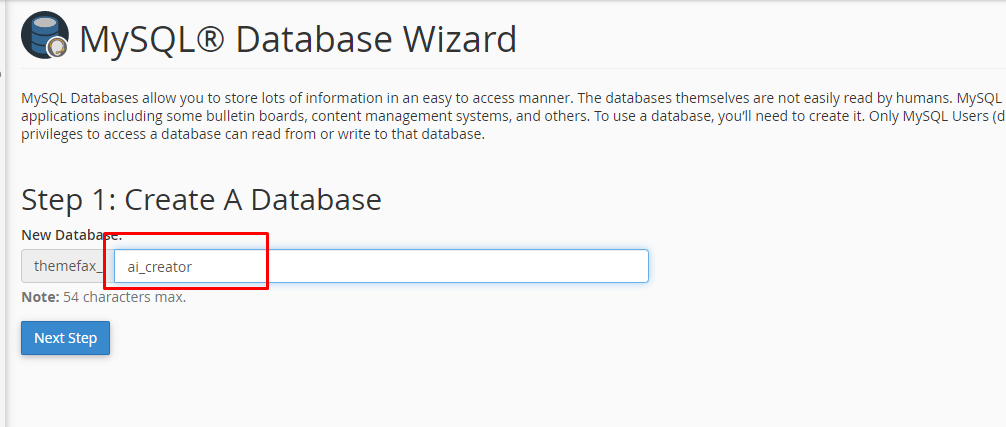 MySQL® Database Wizard
MySQL Databases allow you to store lots of information in an easy to access manner. The databases themselves are not easily read by humans. MySQL
applications including some bulletin boards, content management systems, and others. To use a database, you’ll need to create it. Only MySQL Users (d
privileges to access a database can read from or write to that database.
Step 1: Create A Database
New Database:
themefax_ ai_creator
Note: 54 characters max.
Next Step